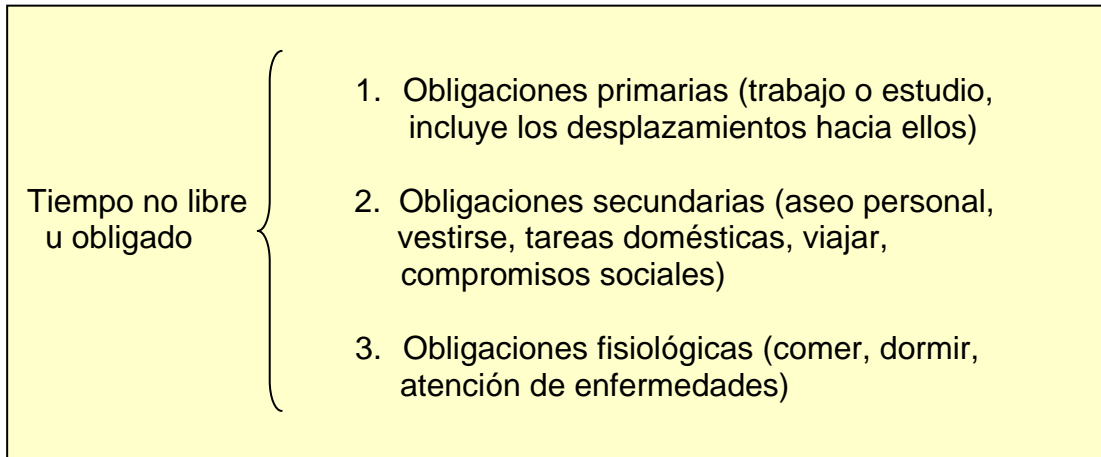 1. Obligaciones primarias (trabajo o estudio,
incluye los desplazamientos hacia ellos)
Tiempo no libre
u obligado
2. Obligaciones secundarias (aseo personal,
vestirse, tareas domésticas, viajar,
compromisos sociales)
3. Obligaciones fisiológicas (comer, dormir,
atención de enfermedades)